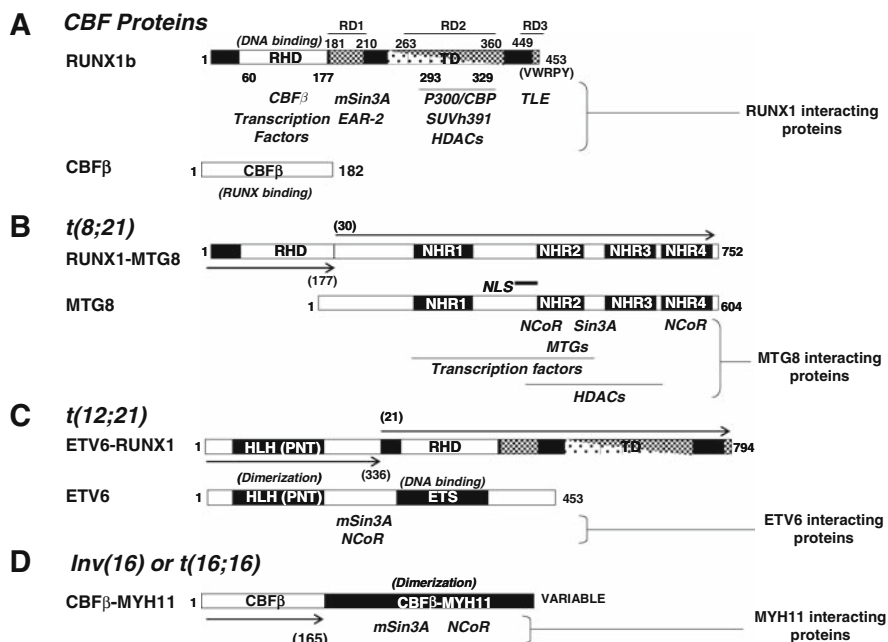 A CBF Proteins
RD1 RD2 RD3
(DNA binding) 181 210 263 360 449
RUNX1b 1 RHD TD 453
(VWRPY)
60 177 293 329
CBFβ mSin3A P300/CBP TLE
Transcription EAR-2 SUVh391
Factors HDACs
RUNX1 interacting
proteins
CBFβ 1 CBFβ 182
(RUNX binding)
B t(8;21)
(30)
1
RUNX1-MTG8 RHD NHR1 NHR2 NHR3 NHR4 752
(177)
NLS
MTG8 1 NHR1 NHR2 NHR3 NHR4 604
NCoR Sin3A NCoR
MTGs
Transcription factors
HDACs
MTG8 interacting
proteins
C t(12;21)
(21)
ETV6-RUNX1 1 HLH (PNT) RHD TD 794
(336)
(Dimerization) (DNA binding)
ETV6 1 HLH (PNT) ETS 453
mSin3A
NCoR
ETV6 interacting
proteins
D Inv(16) or t(16;16)
(Dimerization)
CBFβ-MYH11 1 CBFβ CBFβ-MYH11 VARIABLE
(165)
mSin3A NCoR
MYH11 interacting
proteins